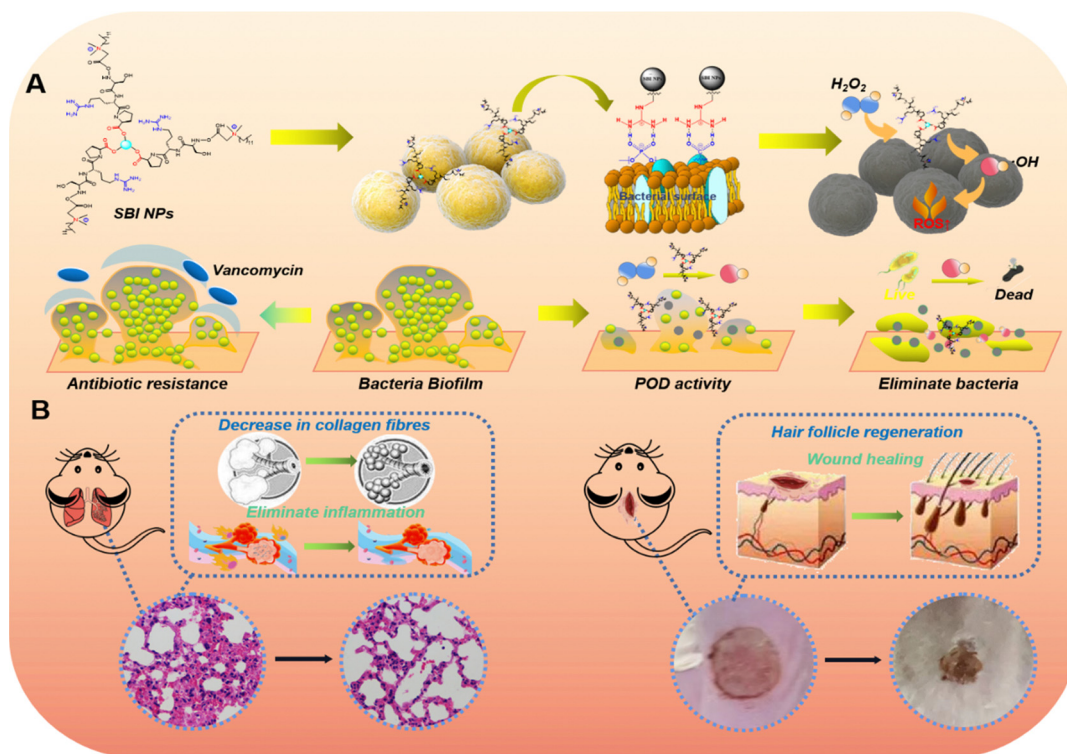 A
SBI NPs
SBI NPs
SBI NPs
Bacterial surface
H2O2
·OH
ROS↑
Vancomycin
Live
Dead
Antibiotic resistance
Bacteria Biofilm
POD activity
Eliminate bacteria
B
Decrease in collagen fibres
Eliminate inflammation
Hair follicle regeneration
Wound healing